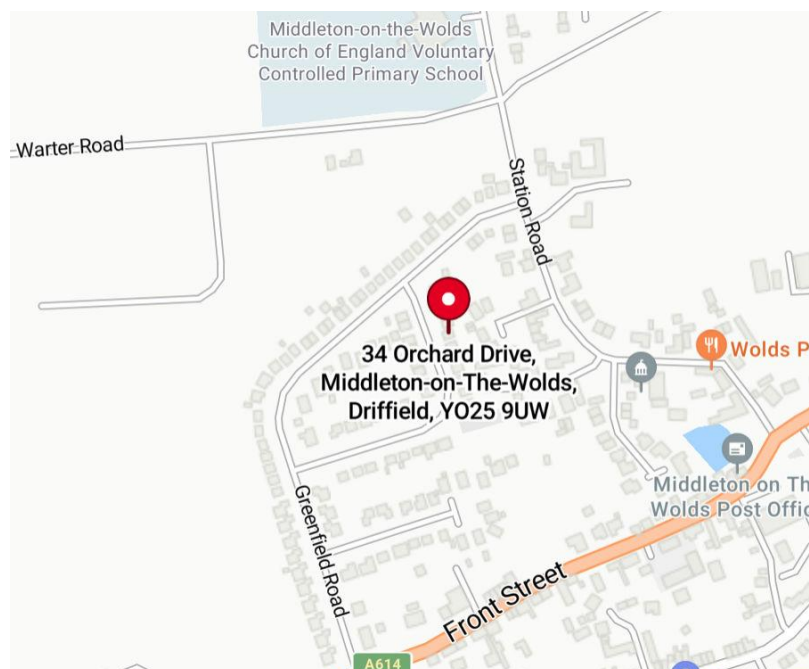 Middleton-on-the-Wolds
Church of England Voluntary
Controlled Primary School
Warter Road
Station Road
34 Orchard Drive,
Middleton-on-The-Wolds,
Driffield, YO25 9UW
Wolds P
Middleton on Th
Wolds Post Offic
Greenfield Road
Front Street
A614